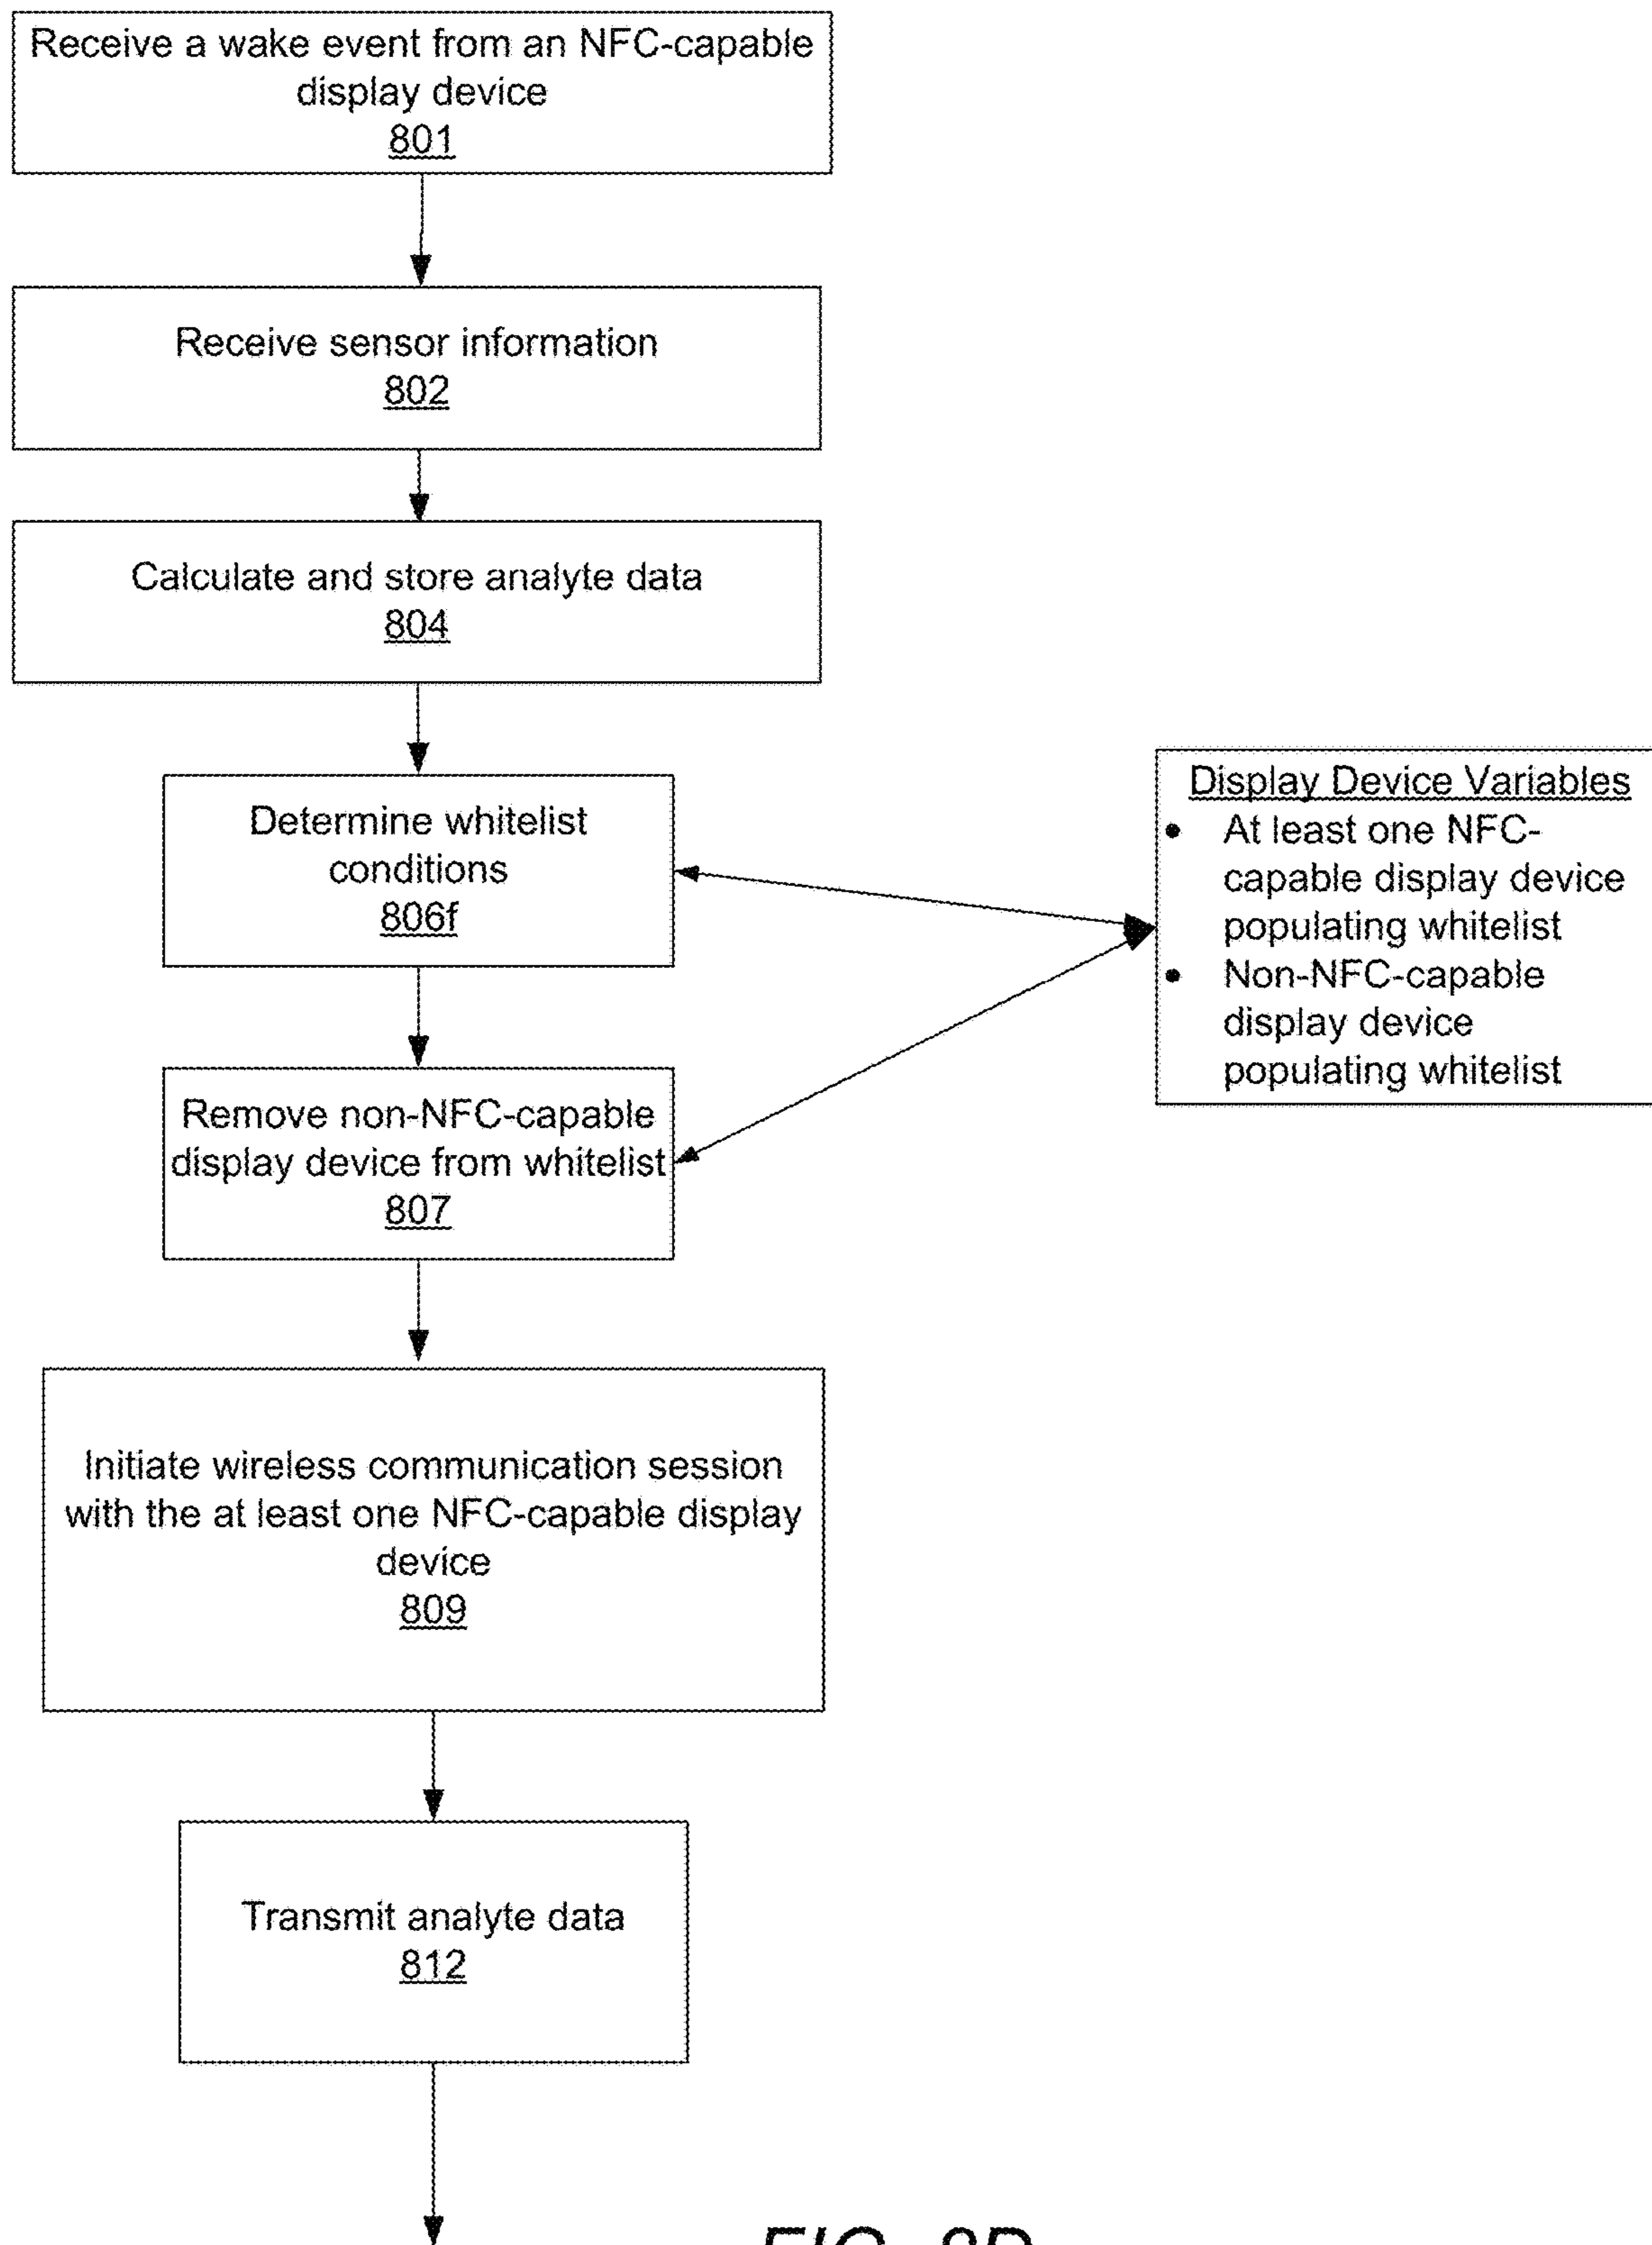 Receive a wake event from an NFC-capable
display device
801
Receive sensor information
802
Calculate and store analyte data
804
Determine whitelist
conditions
806f
Display Device Variables
• At least one NFC-
capable display device
populating whitelist
• Non-NFC-capable
display device
populating whitelist
Remove non-NFC-capable
display device from whitelist
807
Initiate wireless communication session
with the at least one NFC-capable display
device
809
Transmit analyte data
812